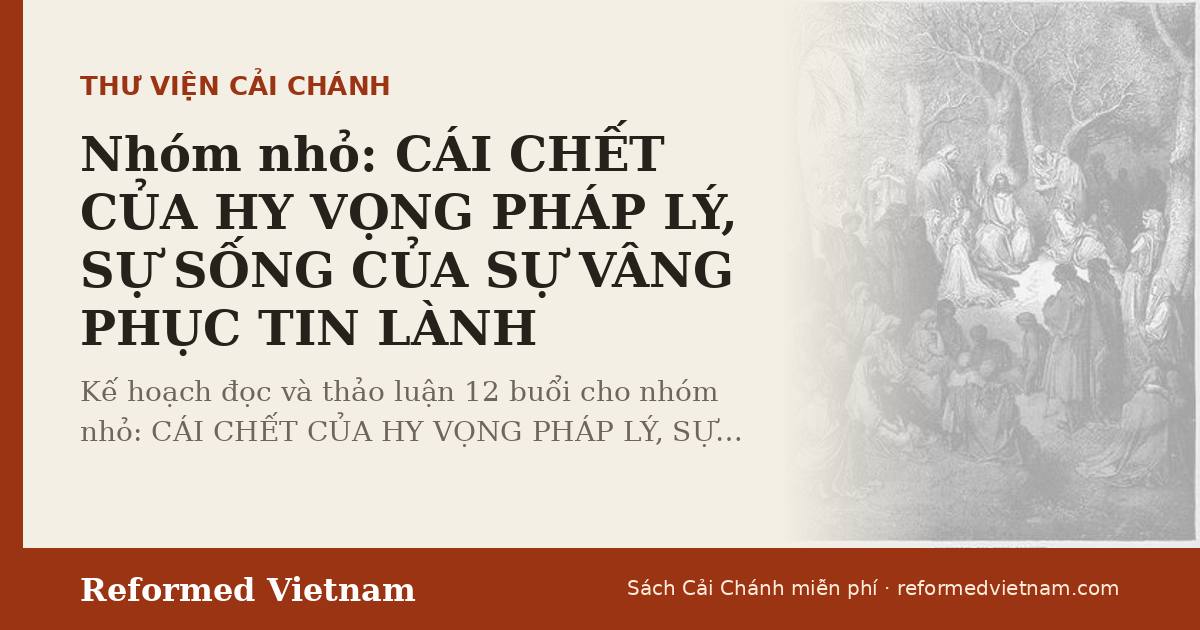 THƯ VIỆN CẢI CHÁNH
Nhóm nhỏ: CÁI CHẾT
CỦA HY VỌNG PHÁP LÝ,
SỰ SỐNG CỦA SỰ VÂNG
PHỤC TIN LÀNH
Kế hoạch đọc và thảo luận 12 buổi cho nhóm
nhỏ: CÁI CHẾT CỦA HY VỌNG PHÁP LÝ, SỰ...
Reformed Vietnam
Sách Cải Chánh miễn phí · reformedvietnam.com